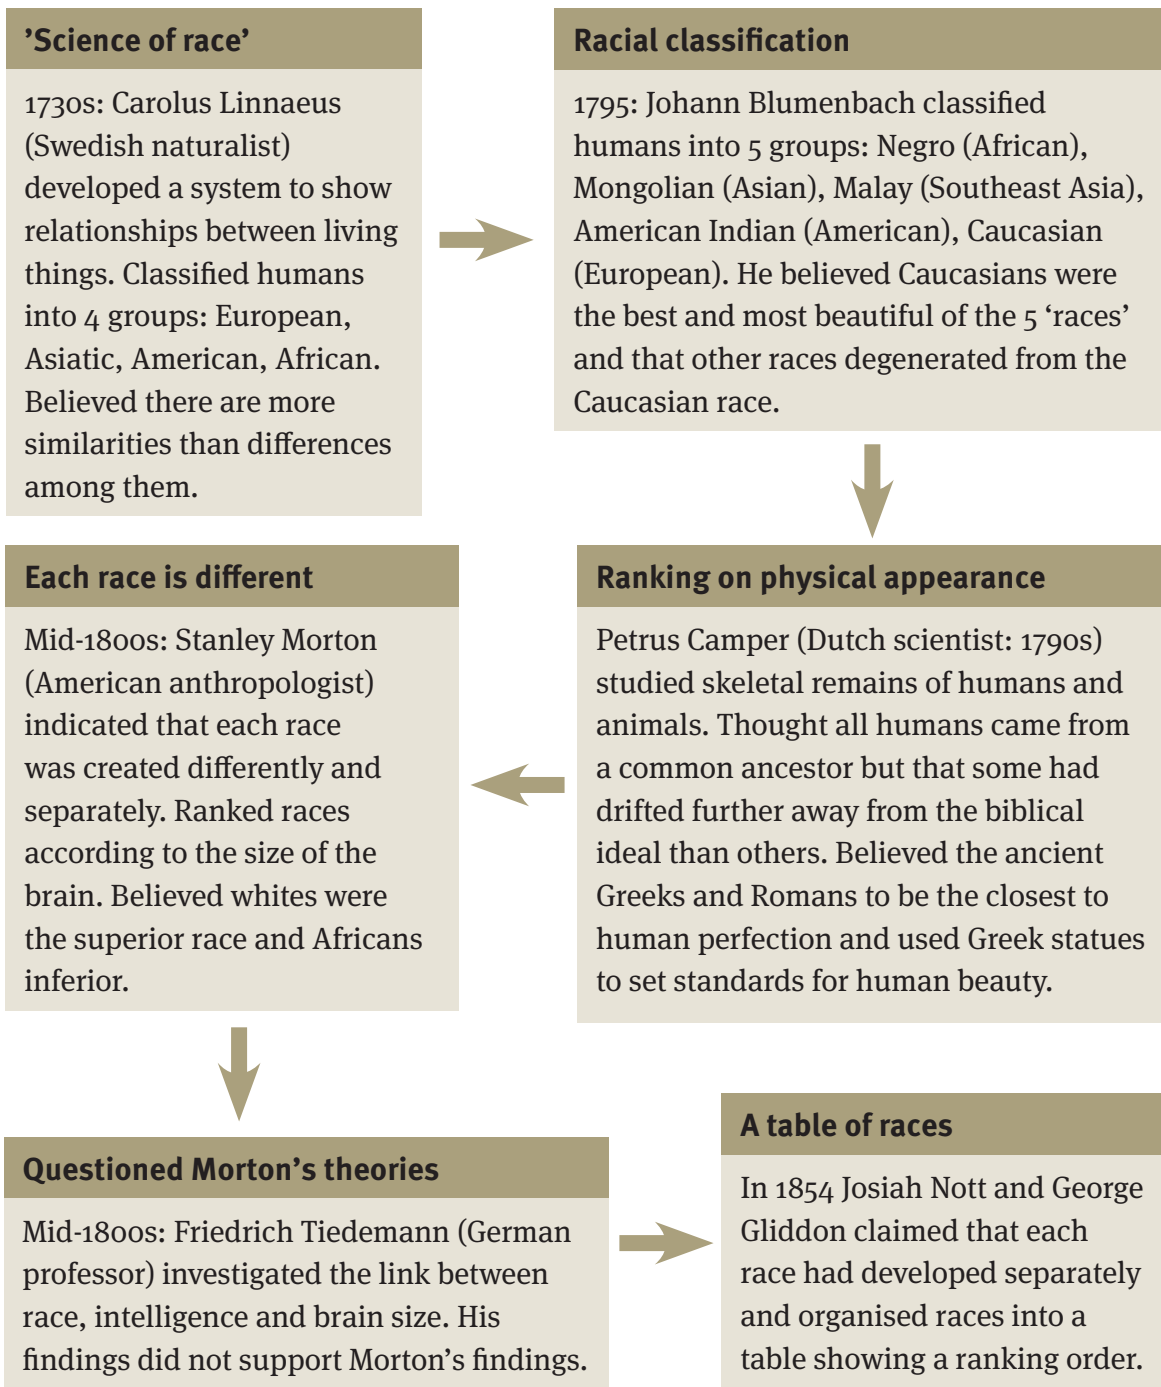 ’Science of race’
1730s: Carolus Linnaeus
(Swedish naturalist)
developed a system to show
relationships between living
things. Classified humans
into 4 groups: European,
Asiatic, American, African.
Believed there are more
similarities than differences
among them.
Racial classification
1795: Johann Blumenbach classified
humans into 5 groups: Negro (African),
Mongolian (Asian), Malay (Southeast Asia),
American Indian (American), Caucasian
(European). He believed Caucasians were
the best and most beautiful of the 5 ‘races’
and that other races degenerated from the
Caucasian race.
Ranking on physical appearance
Petrus Camper (Dutch scientist: 1790s)
studied skeletal remains of humans and
animals. Thought all humans came from
a common ancestor but that some had
drifted further away from the biblical
ideal than others. Believed the ancient
Greeks and Romans to be the closest to
human perfection and used Greek statues
to set standards for human beauty.
Each race is different
Mid-1800s: Stanley Morton
(American anthropologist)
indicated that each race
was created differently and
separately. Ranked races
according to the size of the
brain. Believed whites were
the superior race and Africans
inferior.
Questioned Morton’s theories
Mid-1800s: Friedrich Tiedemann (German
professor) investigated the link between
race, intelligence and brain size. His
findings did not support Morton’s findings.
A table of races
In 1854 Josiah Nott and George
Gliddon claimed that each
race had developed separately
and organised races into a
table showing a ranking order.